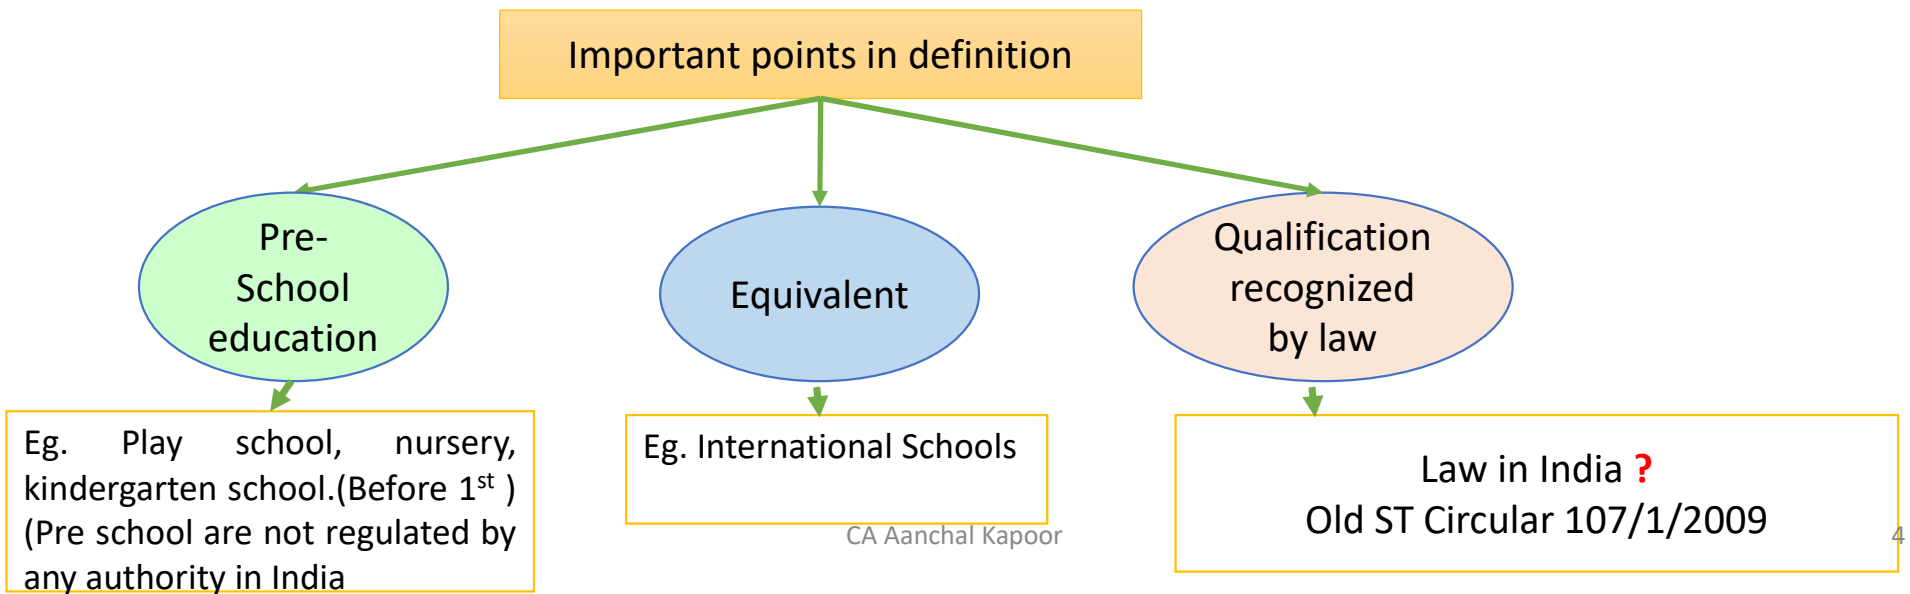 Important points in definition
Pre-
School
education
Equivalent
Qualification
recognized
by law
Eg. Play school, nursery,
kindergarten school.(Before 1st )
(Pre school are not regulated by
any authority in India
Eg. International Schools
Law in India ?
Old ST Circular 107/1/2009
CA Aanchal Kapoor
4